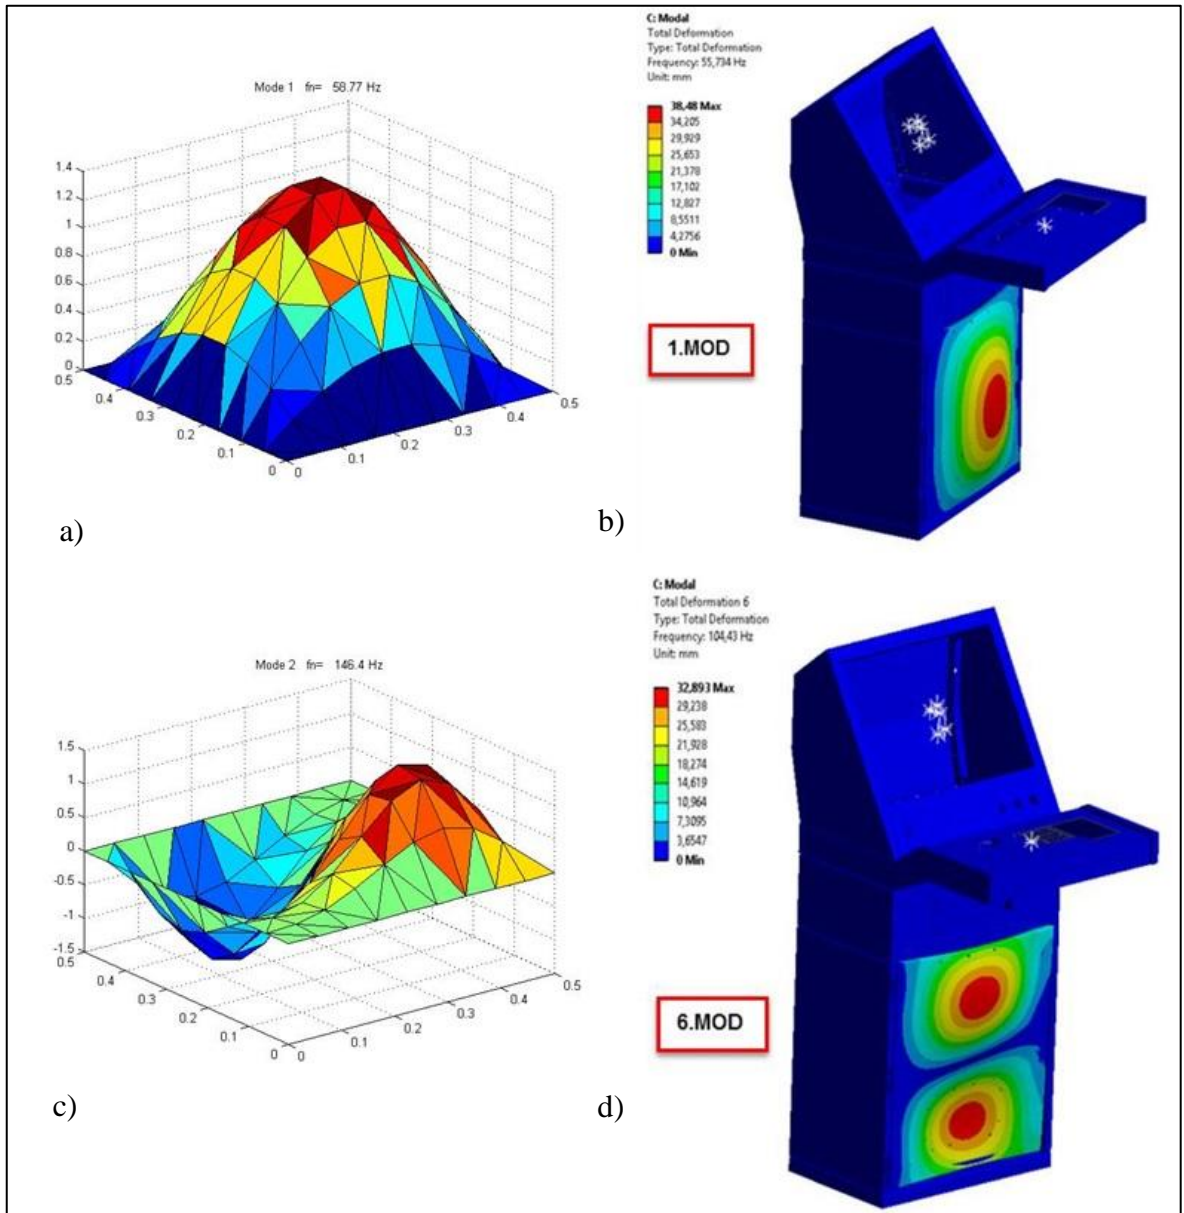 Mode 1 fn= 58.77 Hz
1.4
1.2
1
0.8
0.6
0.4
0.2
0
0.5
0.4
0.3
0.2
0.1
0
0
0.1
0.2
0.3
0.4
0.5
a)
C: Modal
Total Deformation
Type: Total Deformation
Frequency: 55,734 Hz
Unit: mm
38,48 Max
34,205
29,929
25,653
21,378
17,102
12,827
8,5511
4,2756
0 Min
1.MOD
b)
Mode 2 fn= 146.4 Hz
1.5
1
0.5
0
-0.5
-1
-1.5
0.5
0.4
0.3
0.2
0.1
0
0
0.1
0.2
0.3
0.4
0.5
c)
C: Modal
Total Deformation 6
Type: Total Deformation
Frequency: 104,43 Hz
Unit: mm
32,893 Max
29,238
25,583
21,928
18,274
14,619
10,964
7,3095
3,6547
0 Min
6.MOD
d)